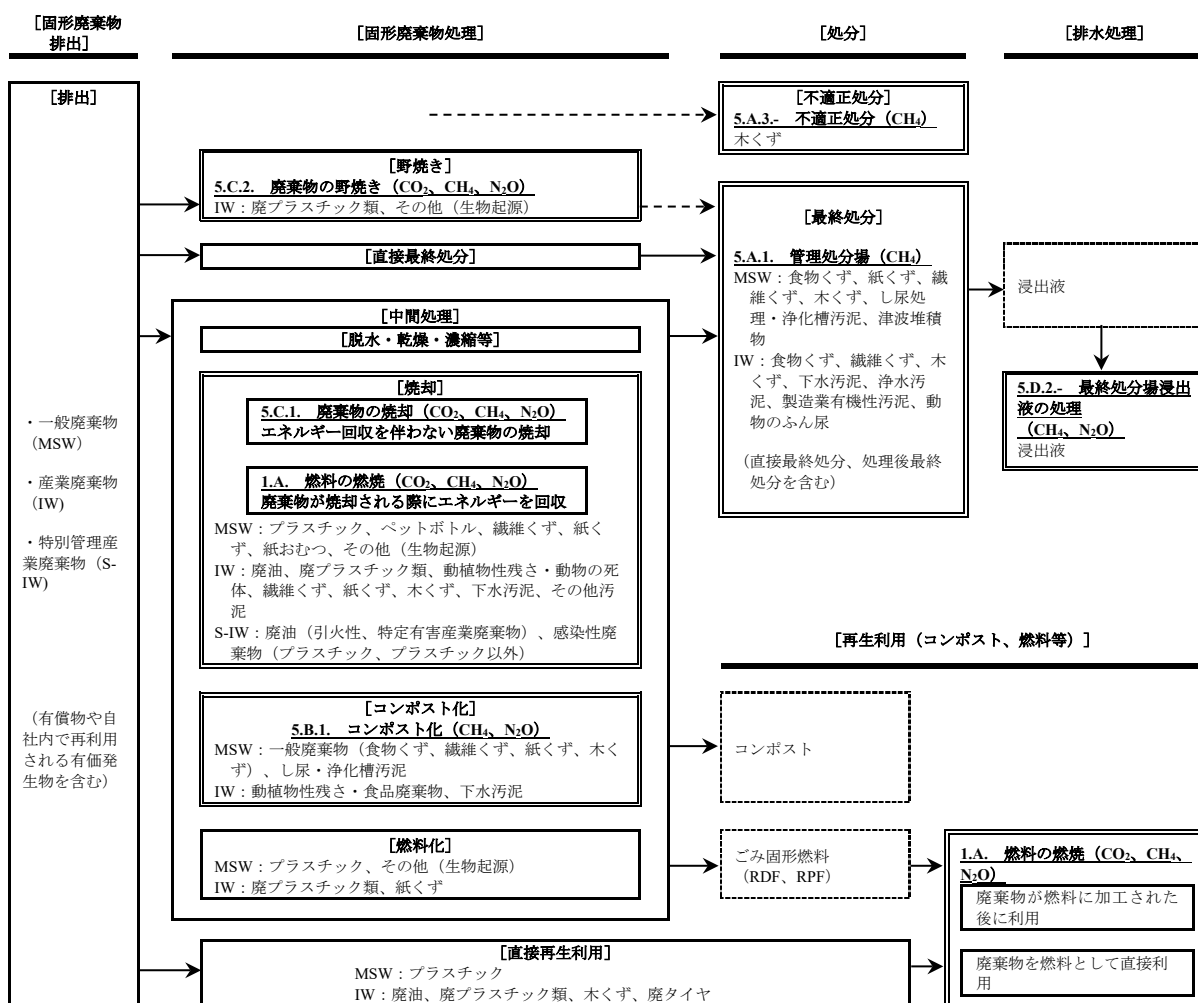 ［固形廃棄物
排出］
［固形廃棄物処理］
［処分］
［排水処理］
［排出］
・一般廃棄物
（MSW）
・産業廃棄物
（IW)
・特別管理産
業廃棄物（S-
IW)
（有償物や自
社内で再利用
される有価発
生物を含む）
［不適正処分］
5.A.3.- 不適正処分（CH₄）
木くず
［野焼き］
5.C.2. 廃棄物の野焼き（CO₂、CH₄、N₂O）
IW：廃プラスチック類、その他（生物起源）
［直接最終処分］
［中間処理］
［脱水・乾燥・濃縮等］
［焼却］
5.C.1. 廃棄物の焼却（CO₂、CH₄、N₂O）
エネルギー回収を伴わない廃棄物の焼却
1.A. 燃料の燃焼（CO₂、CH₄、N₂O）
廃棄物が焼却される際にエネルギーを回収
MSW：プラスチック、ペットボトル、繊維くず、紙く
ず、紙おむつ、その他（生物起源）
IW：廃油、廃プラスチック類、動植物性残さ・動物の死
体、繊維くず、紙くず、木くず、下水汚泥、その他汚
泥
S-IW：廃油（引火性、特定有害産業廃棄物）、感染性廃
棄物（プラスチック、プラスチック以外）
［コンポスト化］
5.B.1. コンポスト化（CH₄、N₂O）
MSW：一般廃棄物（食物くず、繊維くず、紙くず、木く
ず）、し尿・浄化槽汚泥
IW：動植物性残さ・食品廃棄物、下水汚泥
［燃料化］
MSW：プラスチック、その他（生物起源）
IW：廃プラスチック類、紙くず
［直接再生利用］
MSW：プラスチック
IW：廃油、廃プラスチック類、木くず、廃タイヤ
［最終処分］
5.A.1. 管理処分場（CH₄）
MSW：食物くず、紙くず、繊
維くず、木くず、し尿処
理・浄化槽汚泥、津波堆積
物
IW：食物くず、繊維くず、木
くず、下水汚泥、浄水汚
泥、製造業有機性汚泥、動
物のふん尿
（直接最終処分、処理後最終
処分を含む）
浸出液
5.D.2.- 最終処分場浸出
液の処理
（CH₄、N₂O）
浸出液
［再生利用（コンポスト、燃料等）］
コンポスト
ごみ固形燃料
（RDF、RPF）
1.A. 燃料の燃焼（CO₂、CH₄、
N₂O）
廃棄物が燃料に加工された
後に利用
廃棄物を燃料として直接利
用